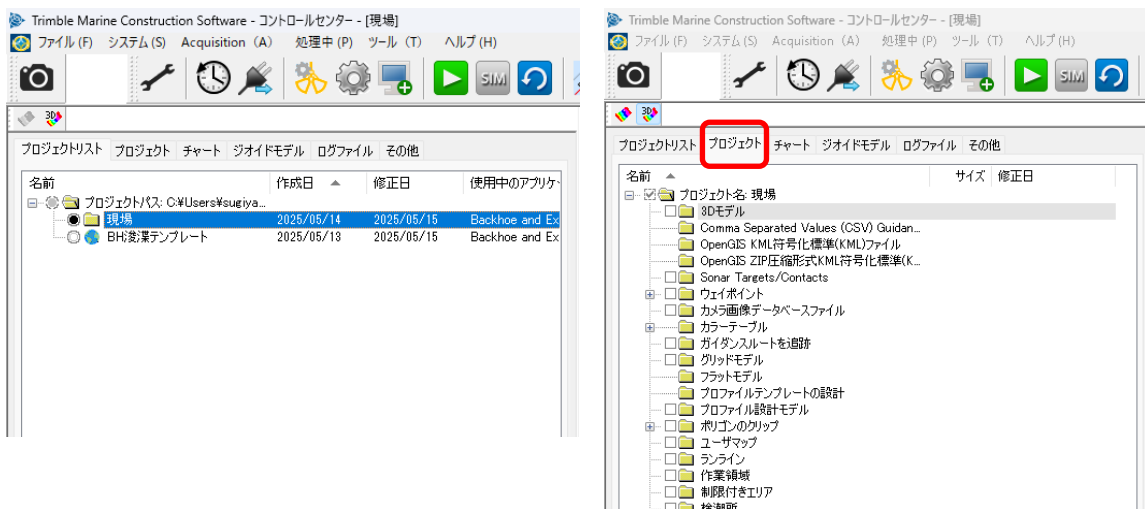 Trimble Marine Construction Software - コントロールセンター - [現場]
ファイル (F) システム (S) Acquisition (A) 処理中 (P) ツール (T) ヘルプ (H)
SIM
3D
プロジェクトリスト プロジェクト チャート ジオイドモデル ログファイル その他
名前 作成日 修正日 使用中のアプリケ
プロジェクトパス: C:¥Users¥sugiya...
現場 2025/05/14 2025/05/15 Backhoe and Ex
BH浚渫テンプレート 2025/05/13 2025/05/15 Backhoe and Ex
Trimble Marine Construction Software - コントロールセンター - [現場]
ファイル (F) システム (S) Acquisition (A) 処理中 (P) ツール (T) ヘルプ (H)
SIM
3D
プロジェクトリスト プロジェクト チャート ジオイドモデル ログファイル その他
名前 サイズ 修正日
プロジェクト名: 現場
3Dモデル
Comma Separated Values (CSV) Guidan...
OpenGIS KML符号化標準(KML)ファイル
OpenGIS ZIP圧縮形式KML符号化標準(K...
Sonar Targets/Contacts
ウェイポイント
カメラ画像データベースファイル
カラーテーブル
ガイダンスルートを追跡
グリッドモデル
フラットモデル
プロファイルテンプレートの設計
プロファイル設計モデル
ポリゴンのクリップ
ユーザマップ
ランライン
作業領域
制限付きエリア
検潮所